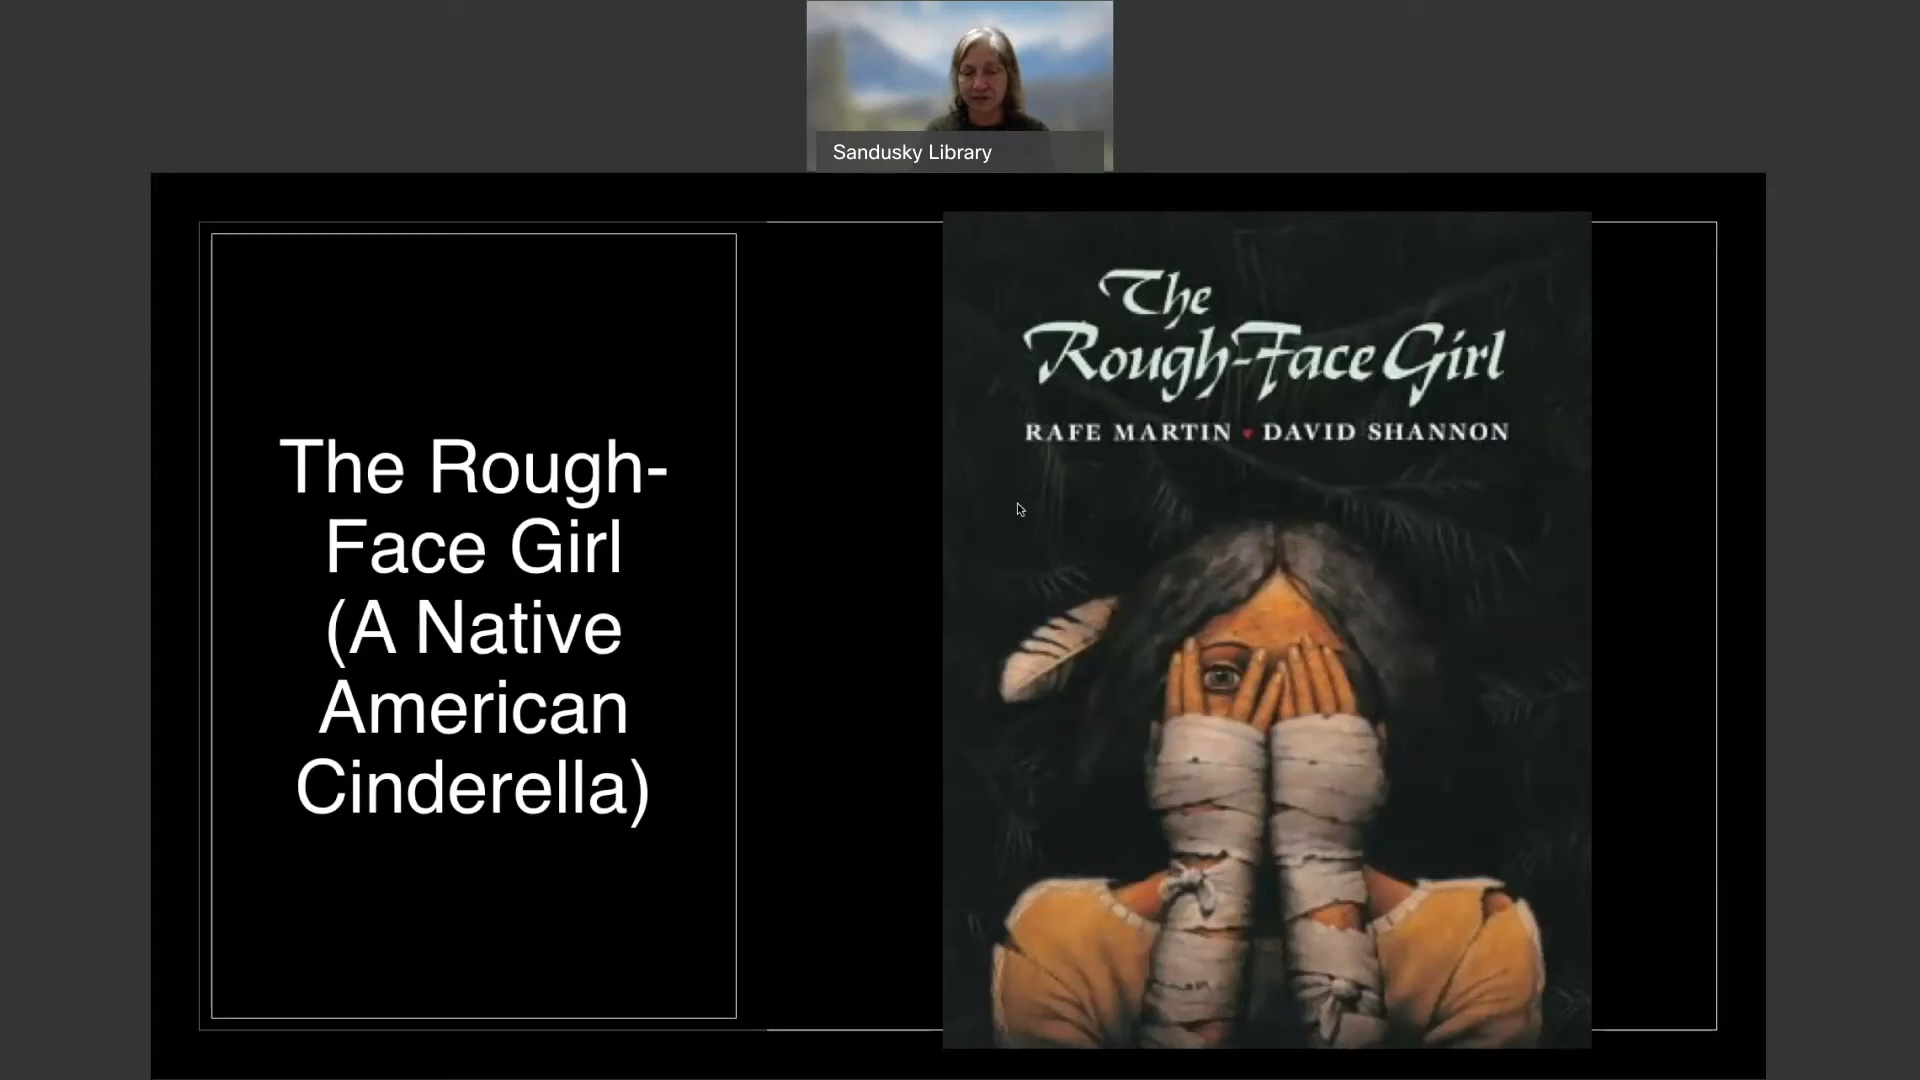 Sandusky Library
The Rough-
Face Girl
(A Native
American
Cinderella)
The
Rough-Face Girl
RAFE MARTIN DAVID SHANNON